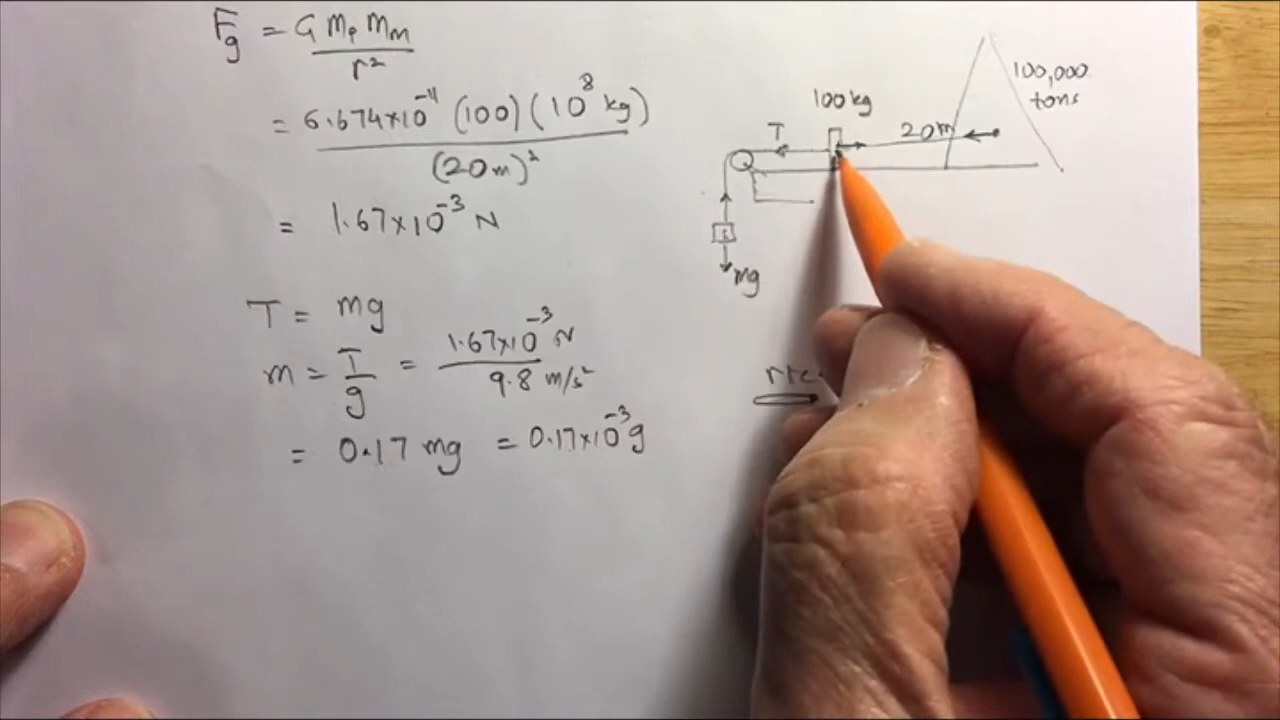 Fg = G mp mm / r²
= 6.674×10⁻¹¹ (100)(10⁸ kg) / (20m)²
= 1.67×10⁻³ N
T = mg
m = T / g = 1.67×10⁻³ N / 9.8 m/s²
= 0.17 mg = 0.17×10⁻³ g
100,000
tons
100kg
T
20m
mg